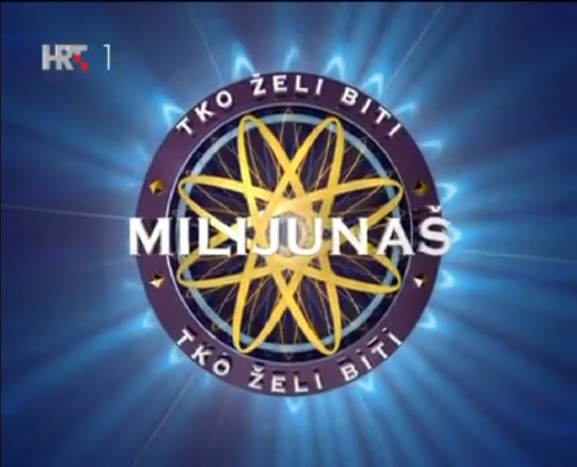 HRT 1
TKO ŽELI BITI
MILIJUNAŠ
TKO ŽELI BITI